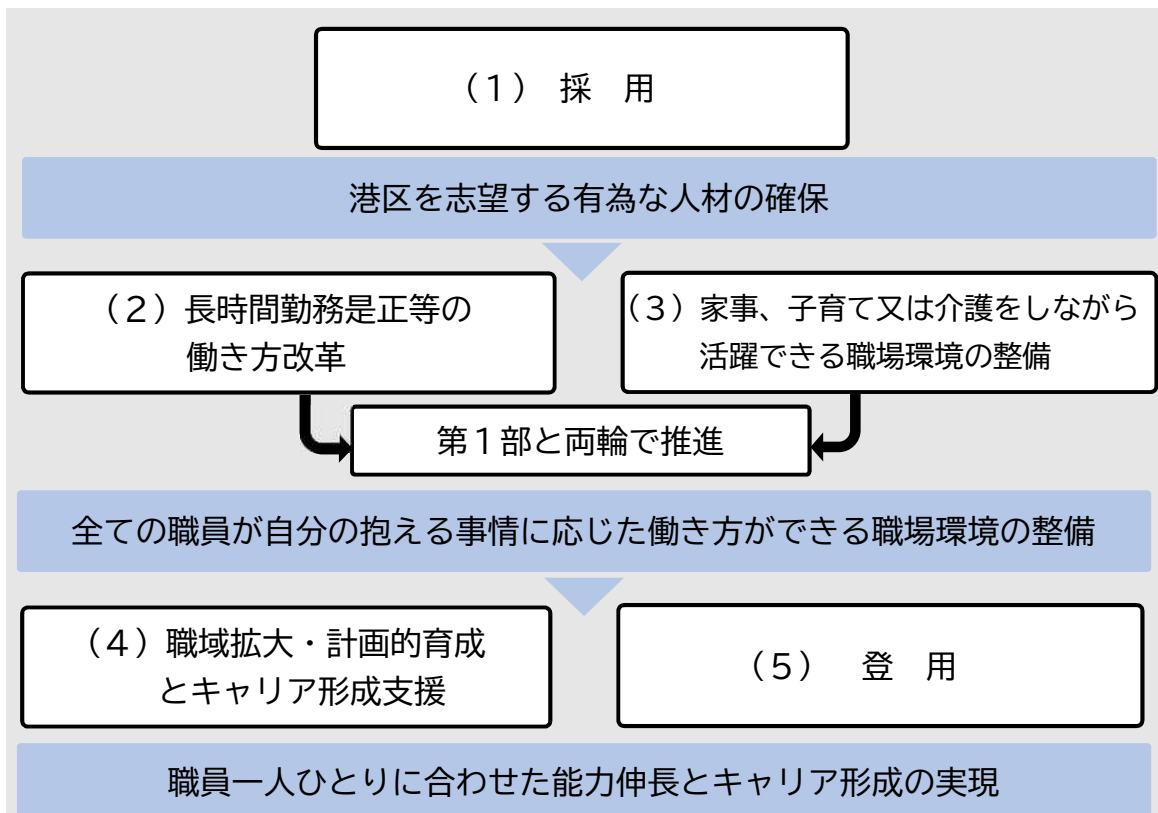 （１）　採　用
港区を志望する有為な人材の確保
（２）長時間勤務是正等の
働き方改革
（３）家事、子育て又は介護をしながら
活躍できる職場環境の整備
第１部と両輪で推進
全ての職員が自分の抱える事情に応じた働き方ができる職場環境の整備
（４）職域拡大・計画的育成
とキャリア形成支援
（５）　登　用
職員一人ひとりに合わせた能力伸長とキャリア形成の実現